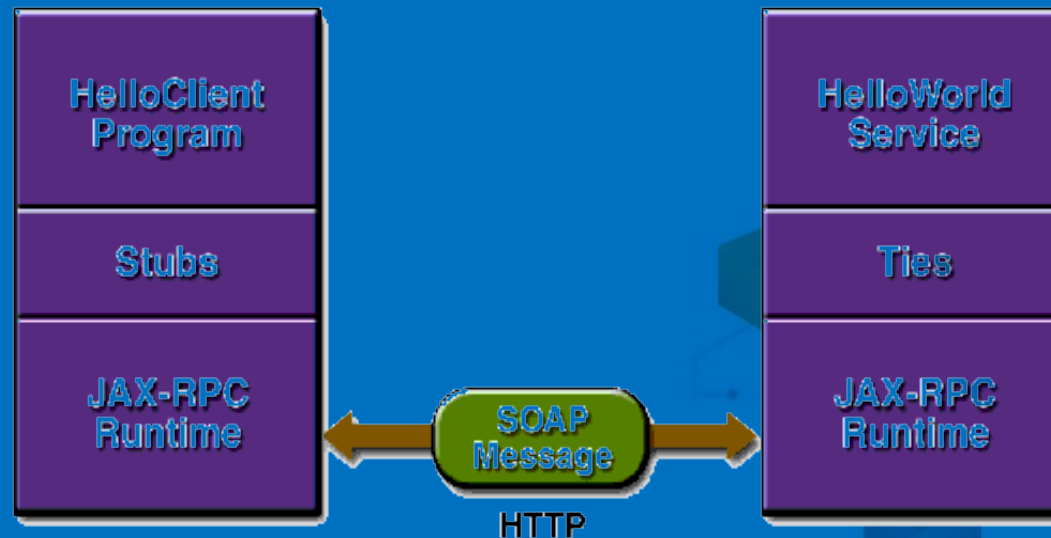 HelloClient
Program
Stubs
JAX-RPC
Runtime
SOAP
Message
HTTP
HelloWorld
Service
Ties
JAX-RPC
Runtime